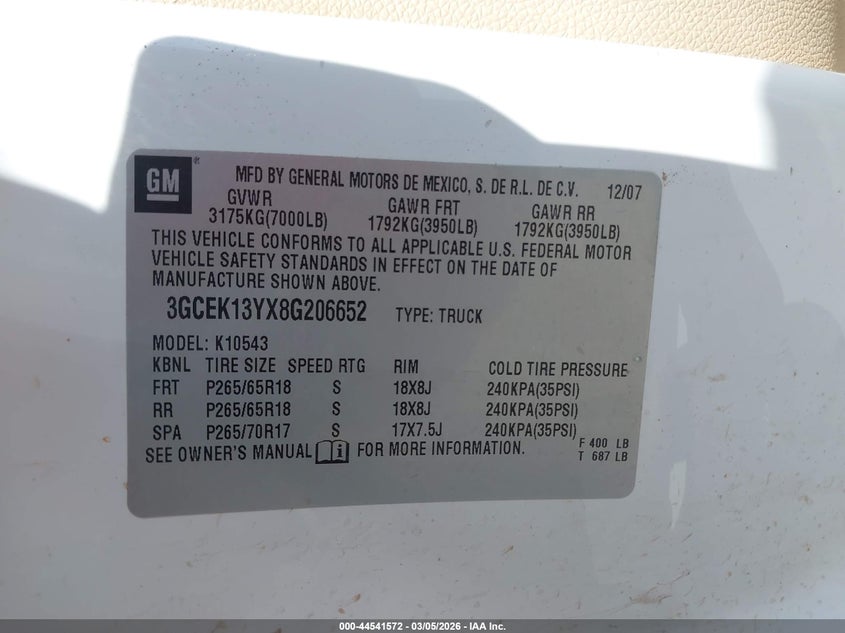 GM ®
MFD BY GENERAL MOTORS DE MEXICO, S. DE R.L. DE C.V. 12/07
GVWR GAWR FRT GAWR RR
3175KG(7000LB) 1792KG(3950LB) 1792KG(3950LB)
THIS VEHICLE CONFORMS TO ALL APPLICABLE U.S. FEDERAL MOTOR
VEHICLE SAFETY STANDARDS IN EFFECT ON THE DATE OF
MANUFACTURE SHOWN ABOVE.
3GCEK13YX8G206652 TYPE: TRUCK
MODEL: K10543
KBNL TIRE SIZE SPEED RTG RIM COLD TIRE PRESSURE
FRT P265/65R18 S 18X8J 240KPA(35PSI)
RR P265/65R18 S 18X8J 240KPA(35PSI)
SPA P265/70R17 S 17X7.5J 240KPA(35PSI)
SEE OWNER'S MANUAL i FOR MORE INFORMATION.
F 400 LB
T 687 LB
000-44541572 - 03/05/2026 - IAA Inc.